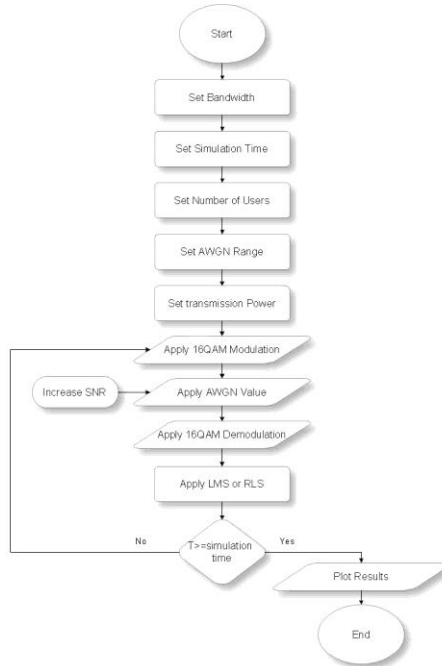 Start
Set Bandwidth
Set Simulation Time
Set Number of Users
Set AWGN Range
Set transmission Power
Apply 16QAM Modulation
Increase SNR
Apply AWGN Value
Apply 16QAM Demodulation
Apply LMS or RLS
No
T>=simulation
time
Yes
Plot Results
End